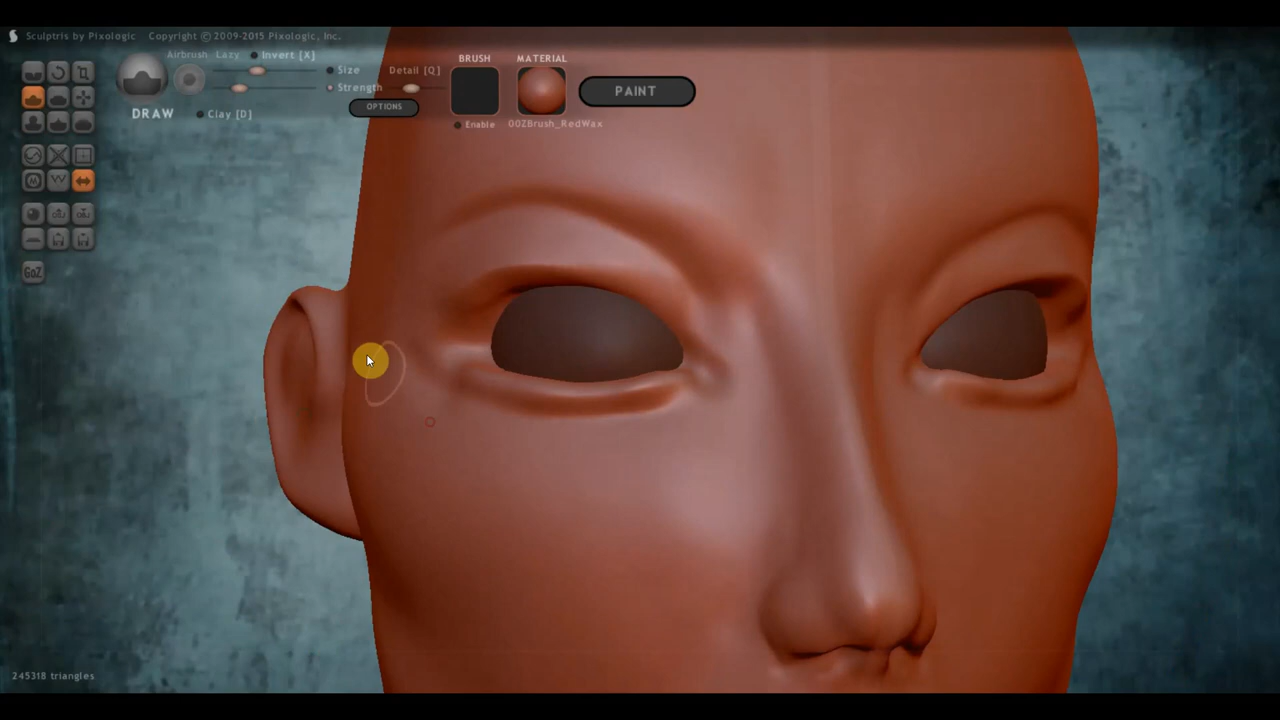 Sculptris by Pixologic Copyright ©2009-2015 Pixologic, Inc.
Airbrush Lazy Invert [X]
BRUSH MATERIAL
Size Detail [Q]
Strength
PAINT
OPTIONS
DRAW Clay [D]
Enable 00ZBrush_RedWax
GoZ
245318 triangles